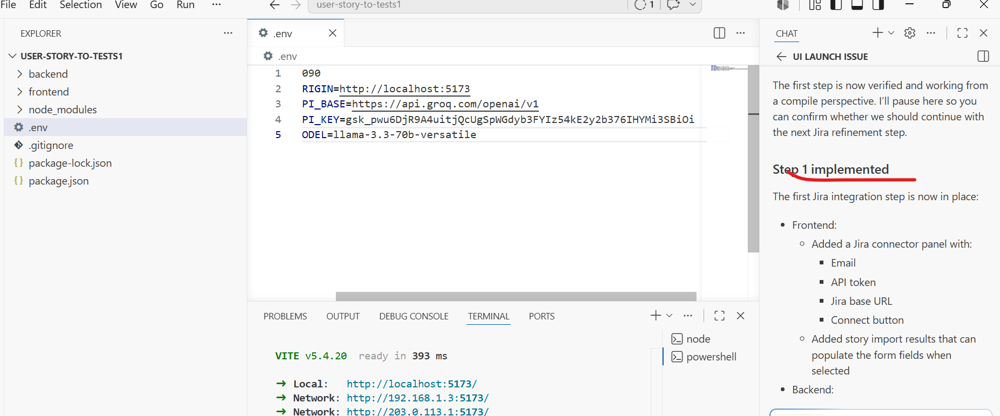 File Edit Selection View Go Run ···
user-story-to-tests1
1
EXPLORER ···
USER-STORY-TO-TESTS1
backend
frontend
node_modules
.env
.gitignore
package-lock.json
package.json
.env
.env
1 090
2 RIGIN=http://localhost:5173
3 PI_BASE=https://api.groq.com/openai/v1
4 PI_KEY=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
5 ODEL=llama-3.3-70b-versatile
PROBLEMS OUTPUT DEBUG CONSOLE TERMINAL PORTS
VITE v5.4.20 ready in 393 ms
➜ Local: http://localhost:5173/
➜ Network: http://192.168.1.3:5173/
➜ Network: http://203.0.113.1:5173/
node
powershell
CHAT
UI LAUNCH ISSUE
The first step is now verified and working from
a compile perspective. I’ll pause here so you
can confirm whether we should continue with
the next Jira refinement step.
Step 1 implemented
The first Jira integration step is now in place:
• Frontend:
◦ Added a Jira connector panel with:
▪ Email
▪ API token
▪ Jira base URL
▪ Connect button
◦ Added story import results that can
populate the form fields when
selected
• Backend: